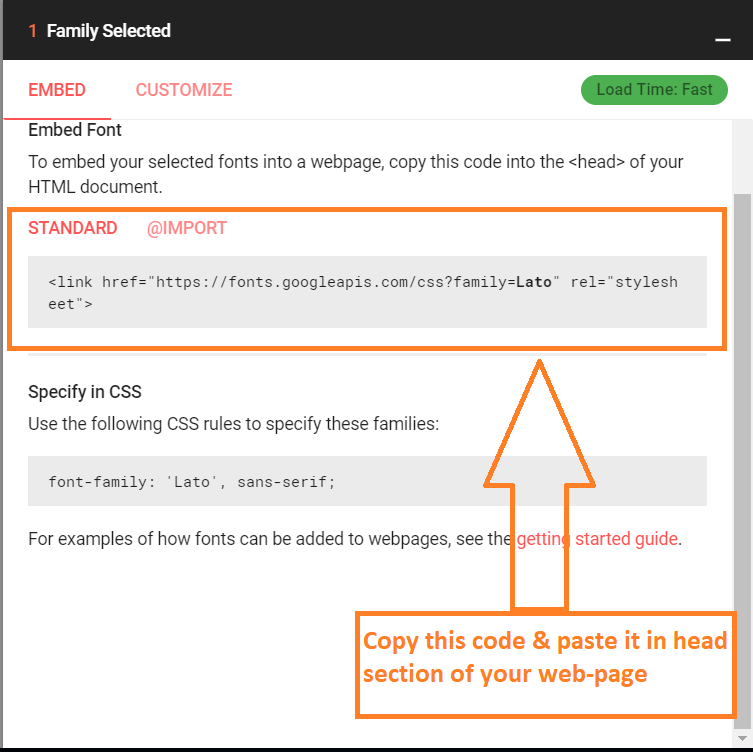 1 Family Selected
EMBED CUSTOMIZE Load Time: Fast
Embed Font
To embed your selected fonts into a webpage, copy this code into the <head> of your
HTML document.
STANDARD @IMPORT
<link href="https://fonts.googleapis.com/css?family=Lato" rel="stylesh
eet">
Specify in CSS
Use the following CSS rules to specify these families:
font-family: 'Lato', sans-serif;
For examples of how fonts can be added to webpages, see the getting started guide.
Copy this code & paste it in head
section of your web-page